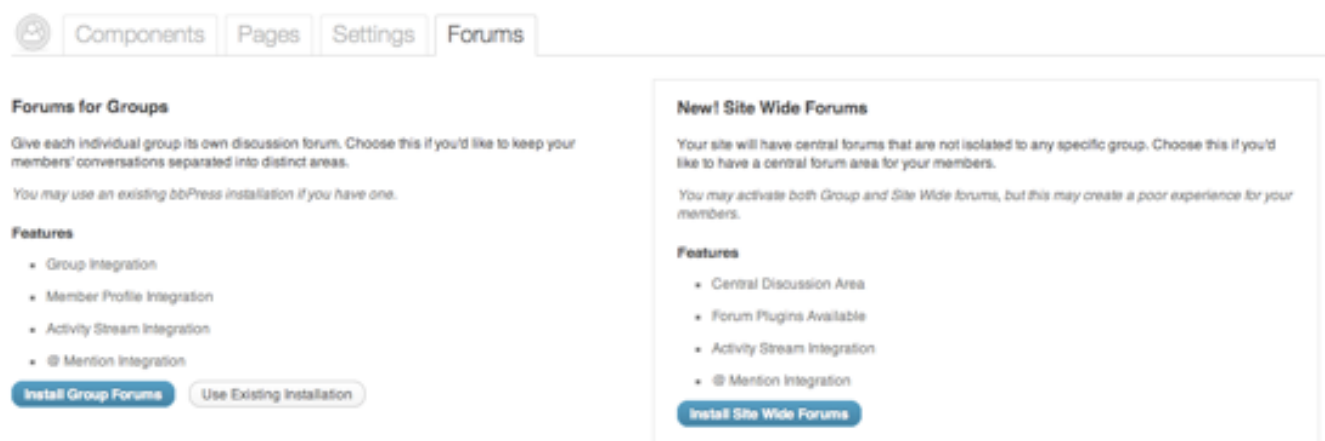 Components Pages Settings Forums
Forums for Groups
Give each individual group its own discussion forum. Choose this if you'd like to keep your
members' conversations separated into distinct areas.
You may use an existing bbPress installation if you have one.
Features
• Group Integration
• Member Profile Integration
• Activity Stream Integration
• @ Mention Integration
Install Group Forums Use Existing Installation
New! Site Wide Forums
Your site will have central forums that are not isolated to any specific group. Choose this if you'd
like to have a central forum area for your members.
You may activate both Group and Site Wide forums, but this may create a poor experience for your
members.
Features
• Central Discussion Area
• Forum Plugins Available
• Activity Stream Integration
• @ Mention Integration
Install Site Wide Forums